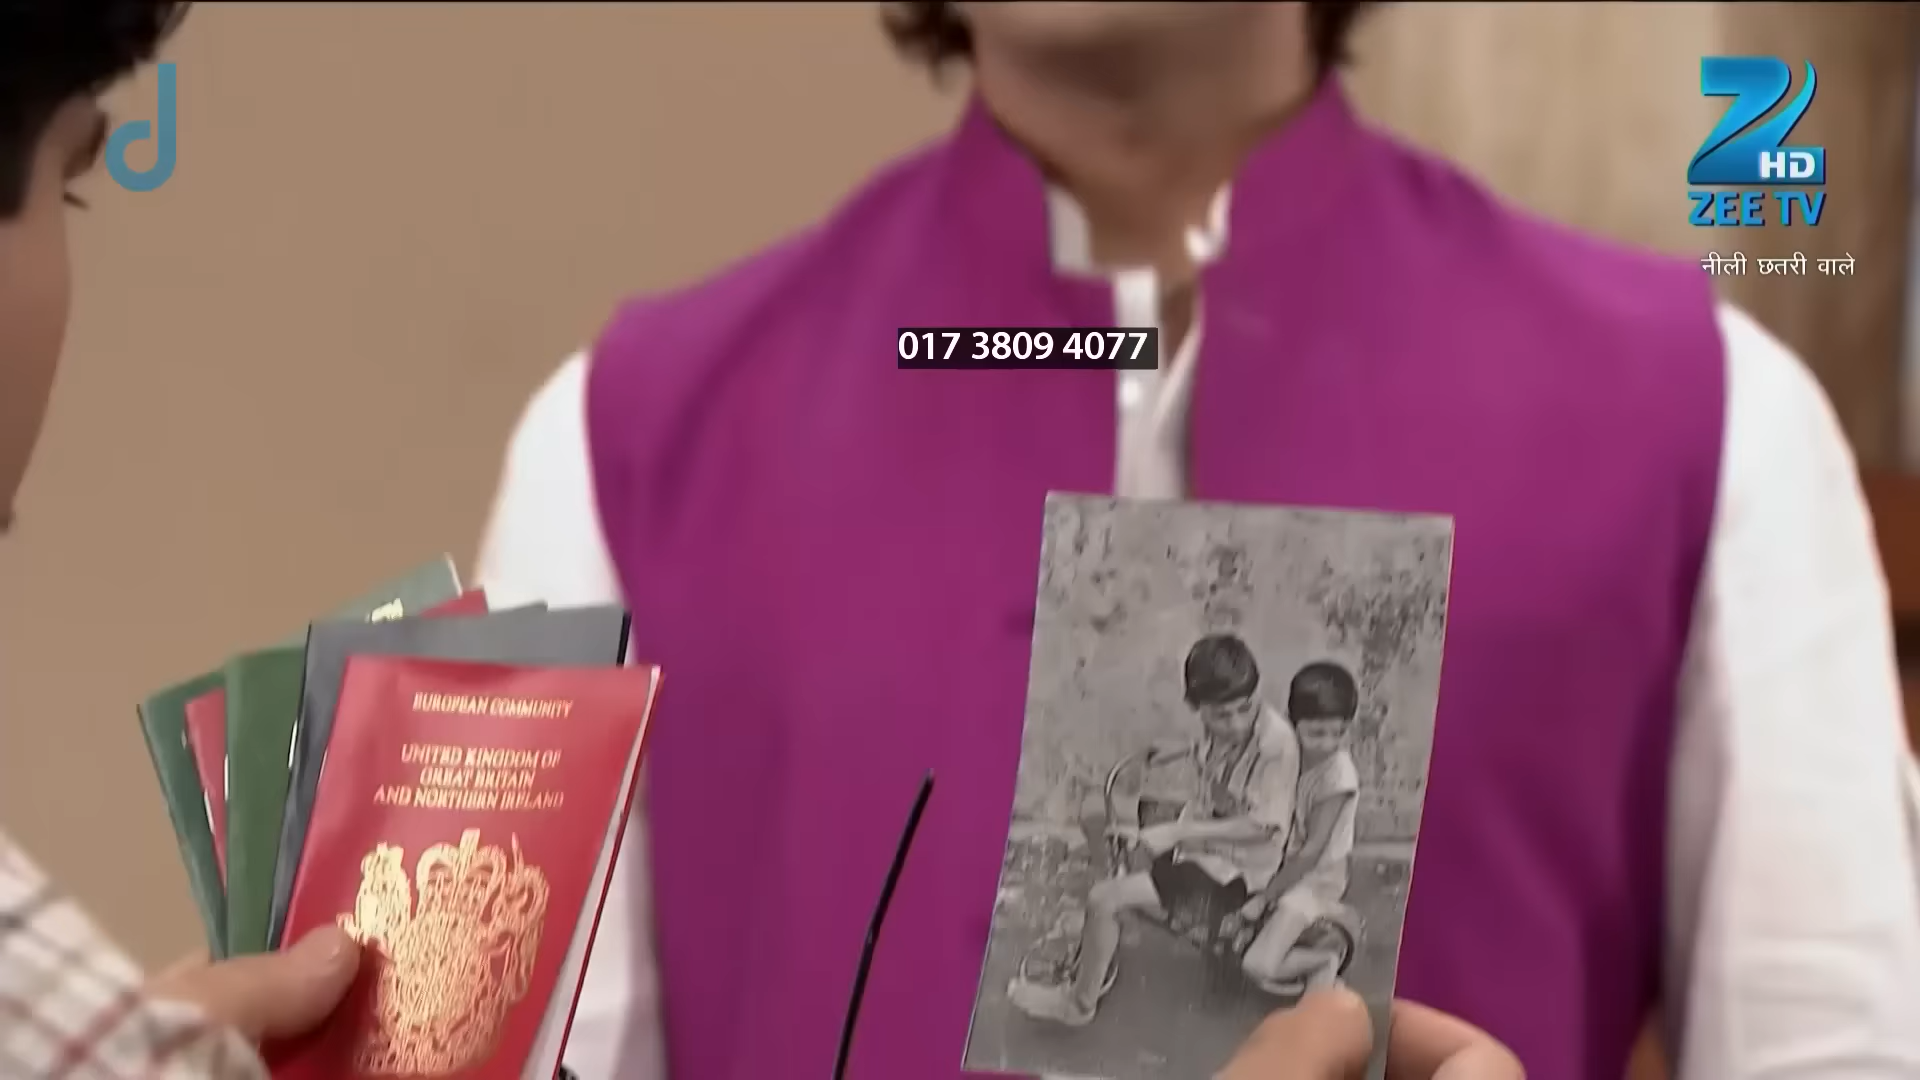 d
Z
HD
ZEE TV
नीली छतरी वाले
017 3809 4077
EUROPEAN COMMUNITY
UNITED KINGDOM OF
GREAT BRITAIN
AND NORTHERN IRELAND